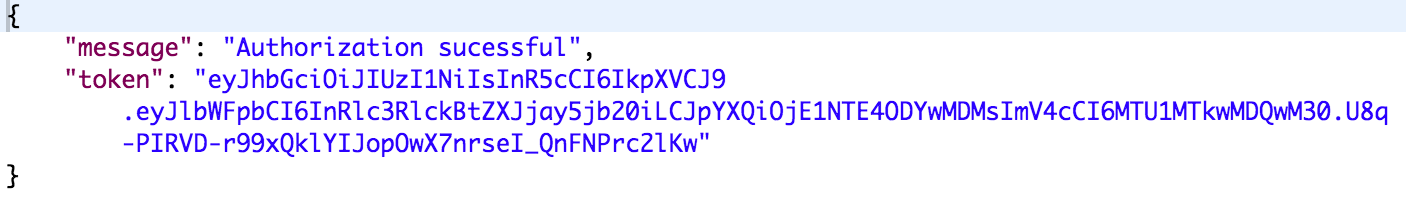 {
"message": "Authorization sucessful",
"token": "eyJhbGciOiJIUzI1NiIsInR5cCI6IkpXVCJ9
.eyJlbWFpbCI6InRlc3RlckBtZXJjay5jb20iLCJpYXQiOjE1NTE4ODYwMDMsImV4cCI6MTU1MTkwMDQwM30.U8q
-PIRVD-r99xQklYIJopOwX7nrseI_QnFNPrc2lKw"
}